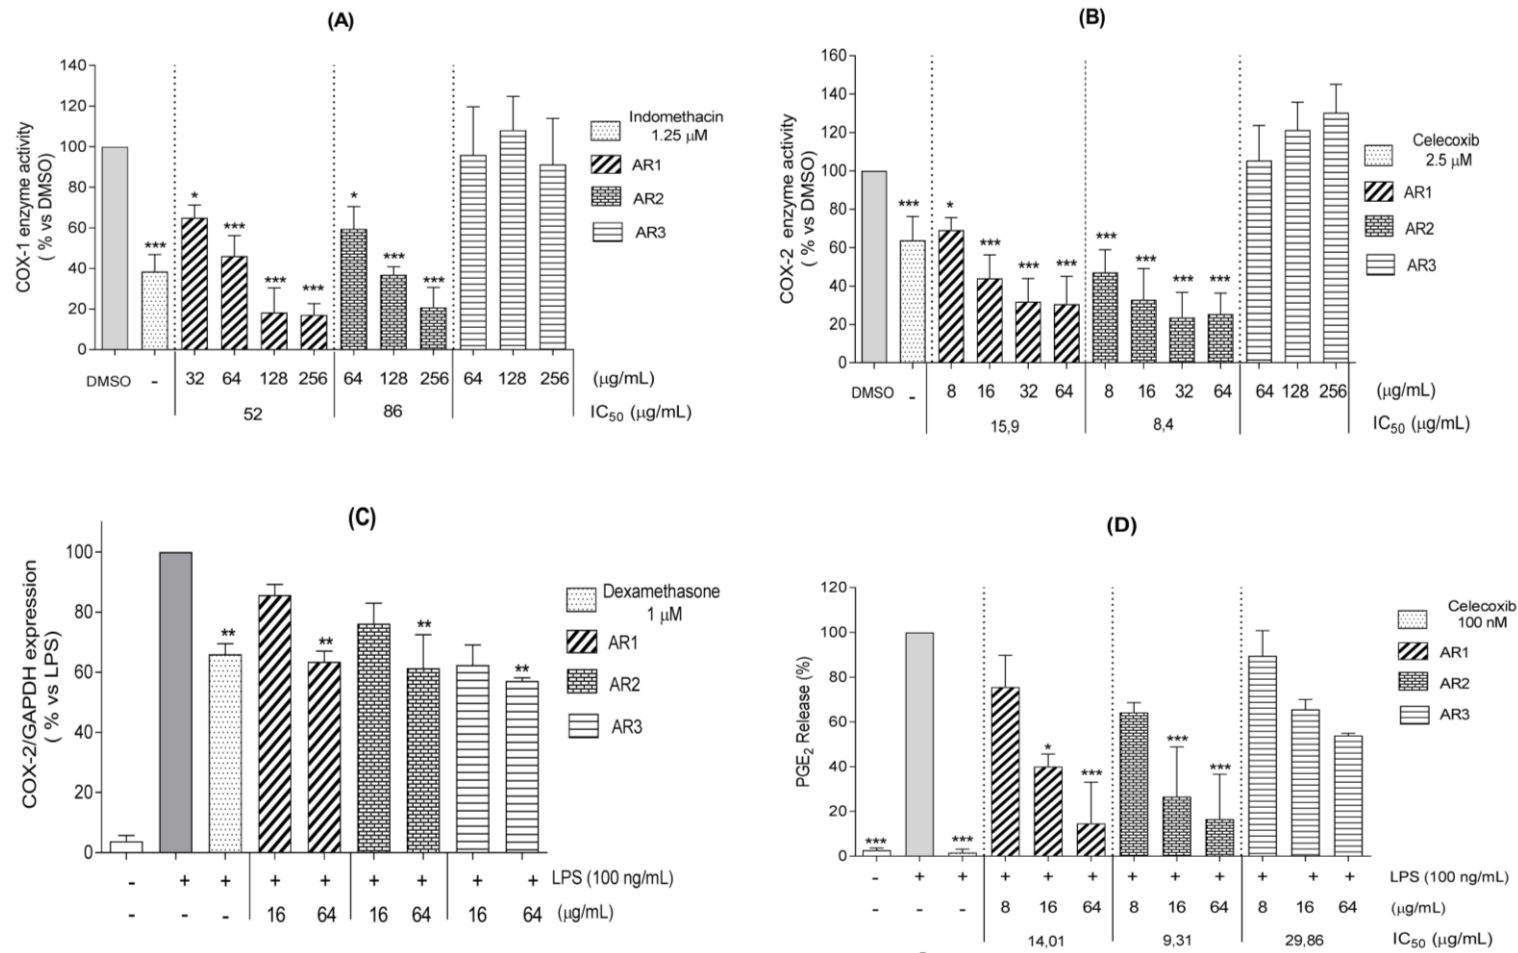 (A)
COX-1 enzyme activity
( % vs DMSO)
140
120
100
80
60
40
20
0
***
*
***
***
***
*
***
***
Indomethacin
1.25 μM
AR1
AR2
AR3
DMSO - 32 64 128 256 64 128 256 64 128 256 (μg/mL)
52 86 IC50 (μg/mL)
(B)
COX-2 enzyme activity
( % vs DMSO)
160
140
120
100
80
60
40
20
0
***
*
***
***
***
***
***
***
***
Celecoxib
2.5 μM
AR1
AR2
AR3
DMSO - 8 16 32 64 8 16 32 64 64 128 256 (μg/mL)
15,9 8,4 IC50 (μg/mL)
(C)
COX-2/GAPDH expression
( % vs LPS)
100
80
60
40
20
0
**
**
**
**
Dexamethasone
1 μM
AR1
AR2
AR3
- + + + + + + + + LPS (100 ng/mL)
- - - 16 64 16 64 16 64 (μg/mL)
(D)
PGE2 Release (%)
120
100
80
60
40
20
0
***
***
*
***
***
***
Celecoxib
100 nM
AR1
AR2
AR3
- + + + + + + + + + + + LPS (100 ng/mL)
- - - 8 16 64 8 16 64 8 16 64 (μg/mL)
14,01 9,31 29,86 IC50 (μg/mL)